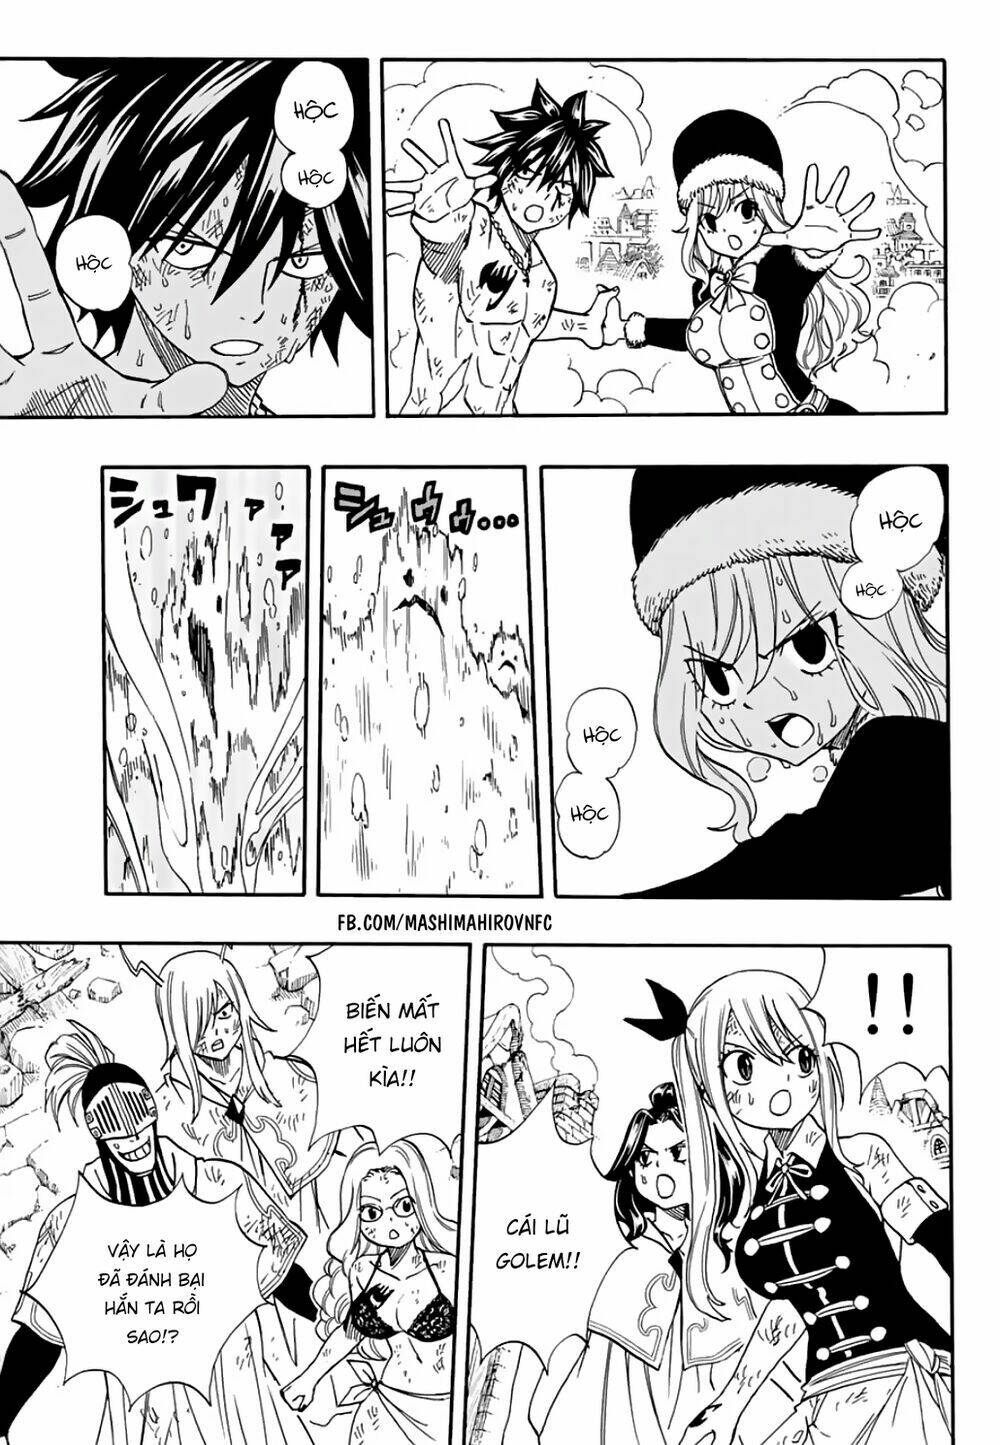 HỘC
HỘC
HỘC
HỘC
HỘC
HỘC
HỘC
シュウゥゥ...
シュワァァァ
FB.COM/MASHIMAHIROVNFC
!!
CÁI LŨ
GOLEM!!
BIẾN MẤT
HẾT LUÔN
KÌA!!
VẬY LÀ HỌ
ĐÃ ĐÁNH BẠI
HẮN TA RỒI
SAO!?